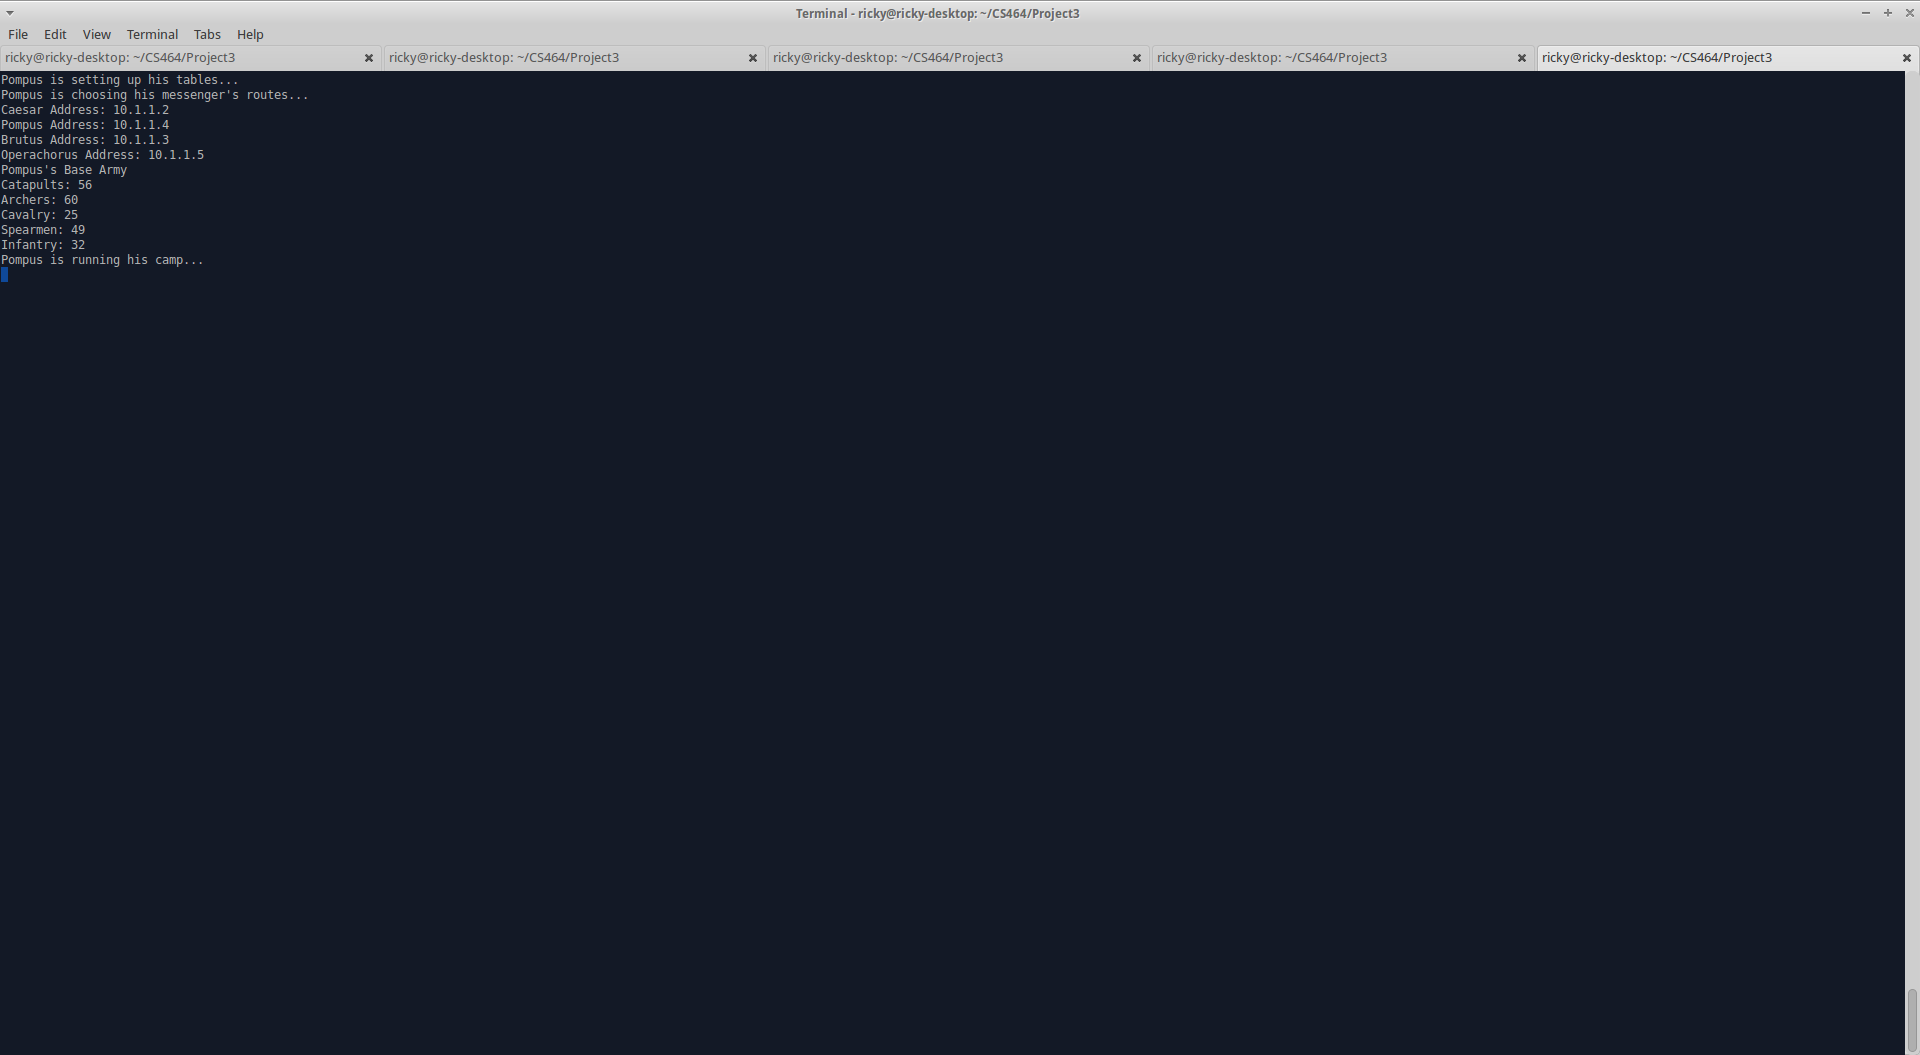 Terminal - ricky@ricky-desktop: ~/CS464/Project3
File Edit View Terminal Tabs Help
ricky@ricky-desktop: ~/CS464/Project3 ricky@ricky-desktop: ~/CS464/Project3 ricky@ricky-desktop: ~/CS464/Project3 ricky@ricky-desktop: ~/CS464/Project3 ricky@ricky-desktop: ~/CS464/Project3
Pompus is setting up his tables...
Pompus is choosing his messenger's routes...
Caesar Address: 10.1.1.2
Pompus Address: 10.1.1.4
Brutus Address: 10.1.1.3
Operachorus Address: 10.1.1.5
Pompus's Base Army
Catapults: 56
Archers: 60
Cavalry: 25
Spearmen: 49
Infantry: 32
Pompus is running his camp...